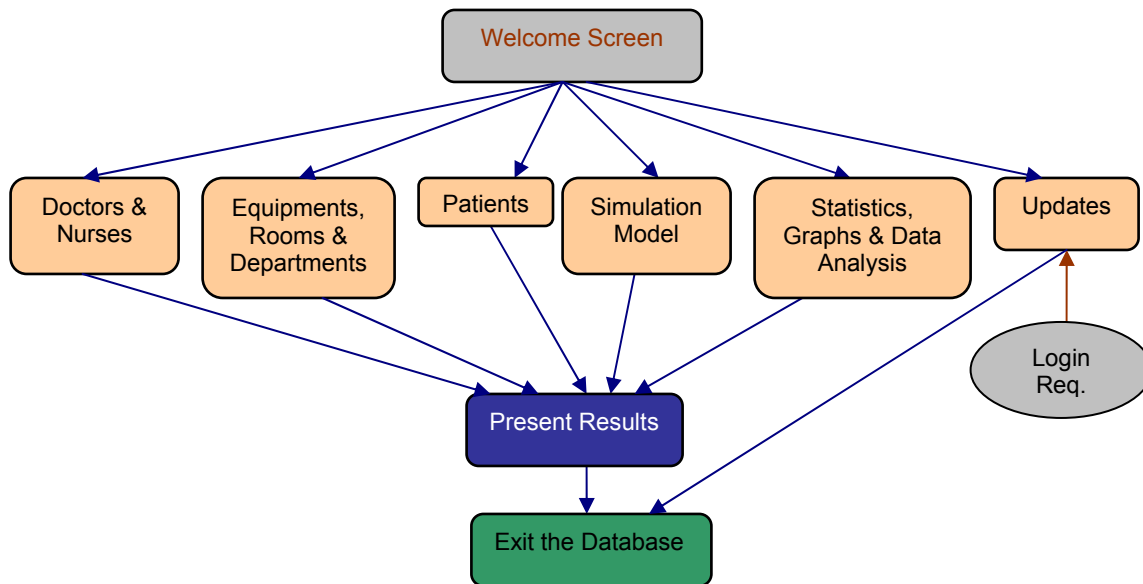 Welcome Screen
Doctors &
Nurses
Equipments,
Rooms &
Departments
Patients
Simulation
Model
Statistics,
Graphs & Data
Analysis
Updates
Login
Req.
Present Results
Exit the Database